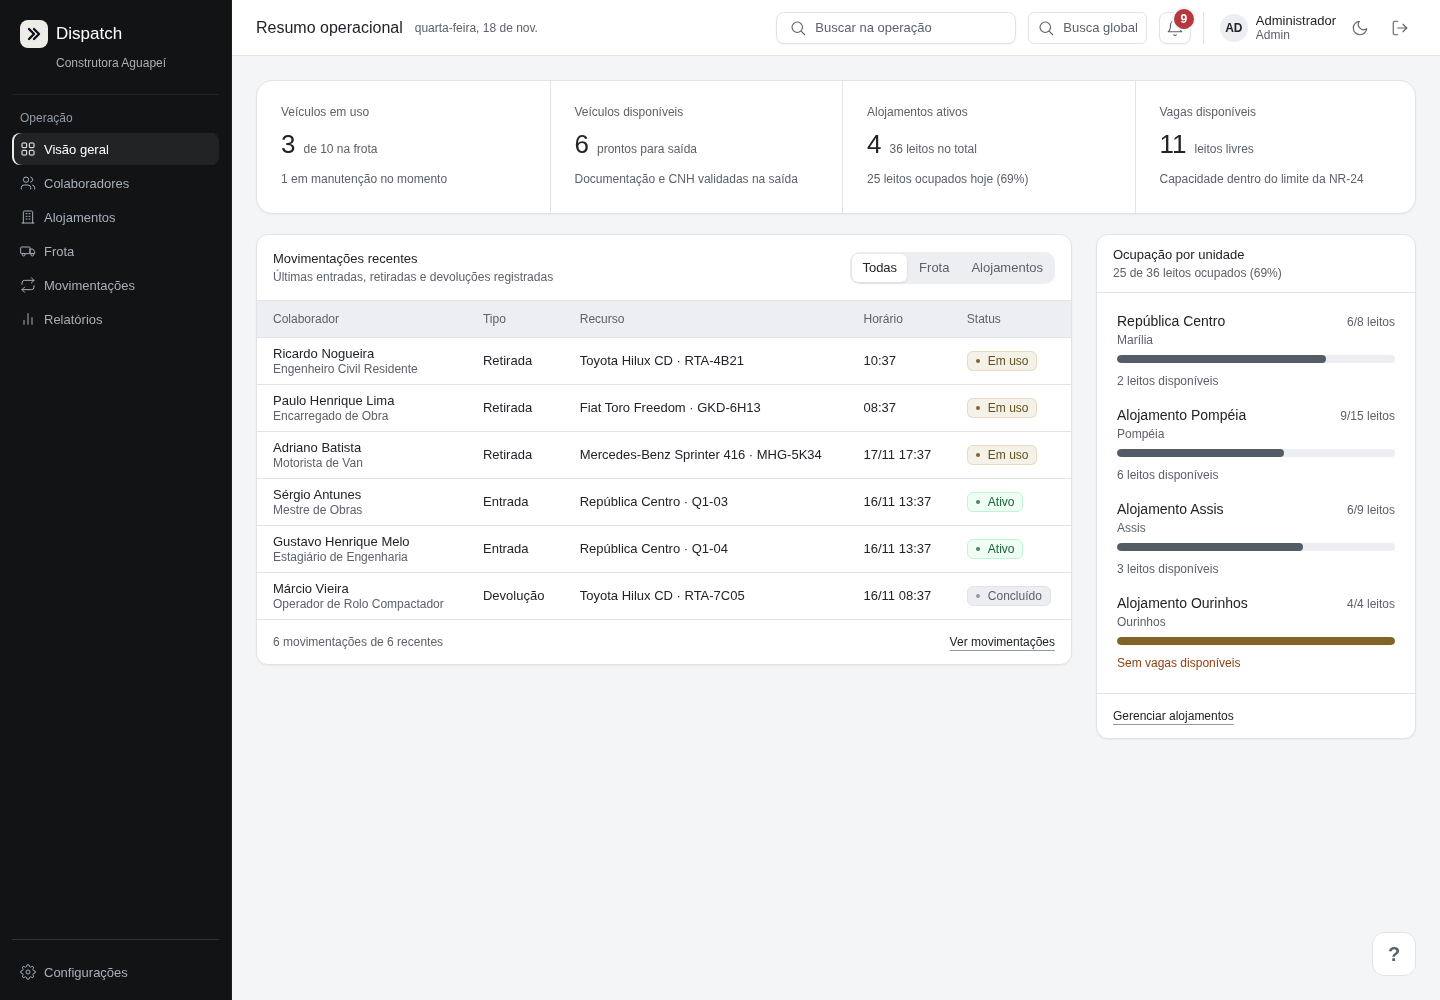 Dispatch
Construtora Aguapeí
Operação
Visão geral
Colaboradores
Alojamentos
Frota
Movimentações
Relatórios
Configurações
Resumo operacional quarta-feira, 18 de nov.
Buscar na operação
Busca global
9
AD
Administrador
Admin
Veículos em uso
3 de 10 na frota
1 em manutenção no momento
Veículos disponíveis
6 prontos para saída
Documentação e CNH validadas na saída
Alojamentos ativos
4 36 leitos no total
25 leitos ocupados hoje (69%)
Vagas disponíveis
11 leitos livres
Capacidade dentro do limite da NR-24
Movimentações recentes
Últimas entradas, retiradas e devoluções registradas
Todas Frota Alojamentos
Colaborador Tipo Recurso Horário Status
Ricardo Nogueira
Engenheiro Civil Residente
Retirada Toyota Hilux CD · RTA-4B21 10:37 Em uso
Paulo Henrique Lima
Encarregado de Obra
Retirada Fiat Toro Freedom · GKD-6H13 08:37 Em uso
Adriano Batista
Motorista de Van
Retirada Mercedes-Benz Sprinter 416 · MHG-5K34 17/11 17:37 Em uso
Sérgio Antunes
Mestre de Obras
Entrada República Centro · Q1-03 16/11 13:37 Ativo
Gustavo Henrique Melo
Estagiário de Engenharia
Entrada República Centro · Q1-04 16/11 13:37 Ativo
Márcio Vieira
Operador de Rolo Compactador
Devolução Toyota Hilux CD · RTA-7C05 16/11 08:37 Concluído
6 movimentações de 6 recentes Ver movimentações
Ocupação por unidade
25 de 36 leitos ocupados (69%)
República Centro 6/8 leitos
Marília
2 leitos disponíveis
Alojamento Pompéia 9/15 leitos
Pompéia
6 leitos disponíveis
Alojamento Assis 6/9 leitos
Assis
3 leitos disponíveis
Alojamento Ourinhos 4/4 leitos
Ourinhos
Sem vagas disponíveis
Gerenciar alojamentos
?